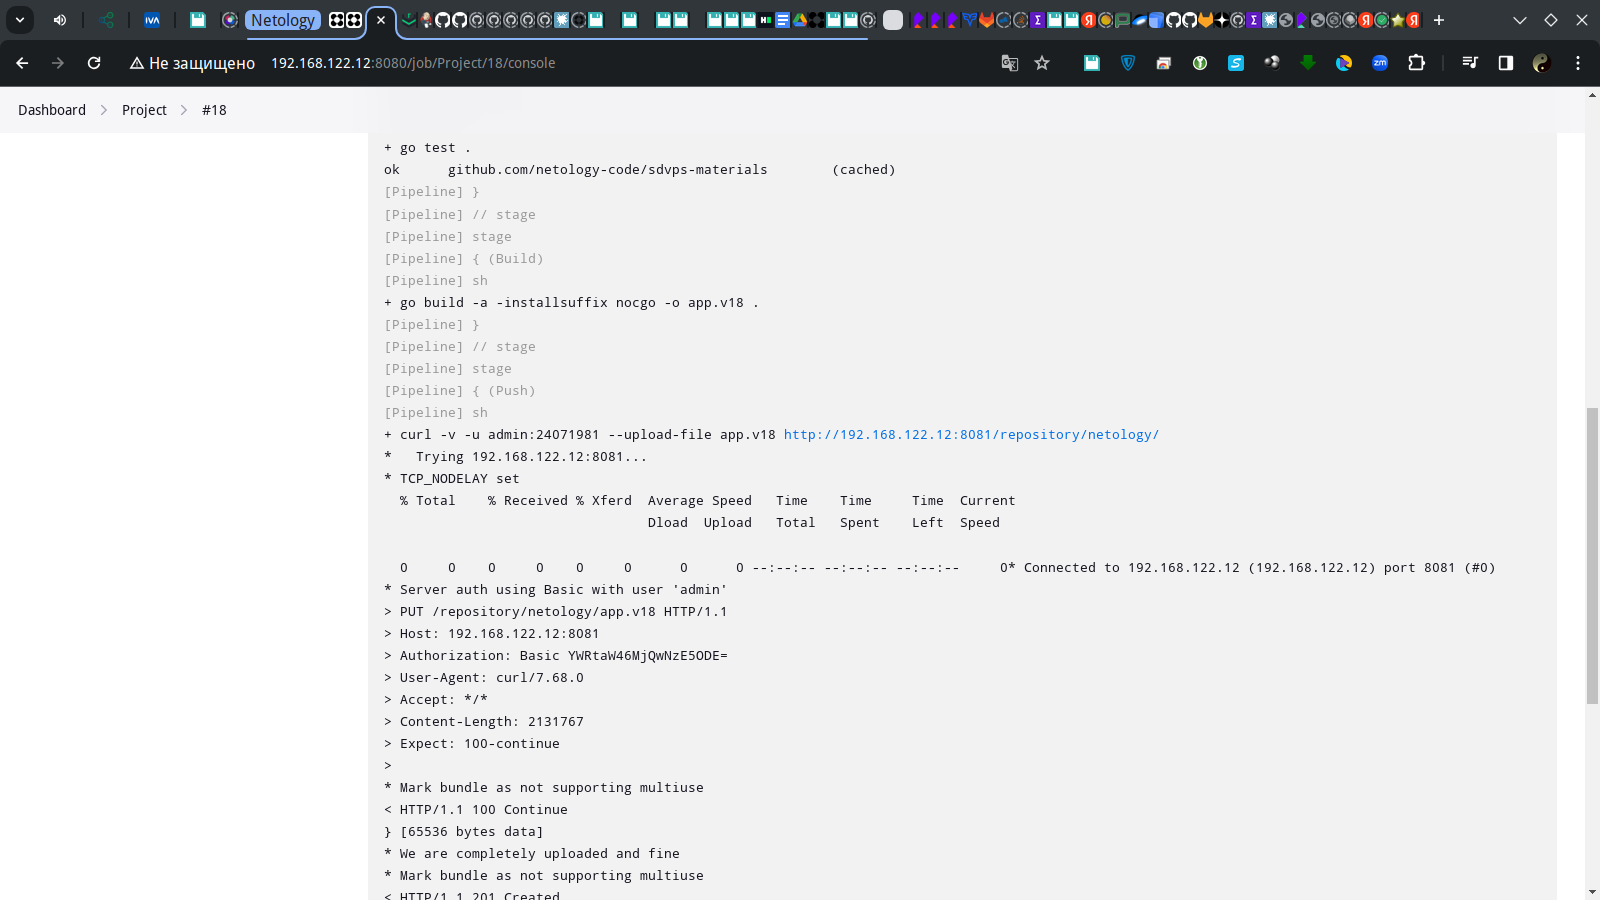 Netology
Не защищено 192.168.122.12:8080/job/Project/18/console
Dashboard Project #18
+ go test .
ok github.com/netology-code/sdvps-materials (cached)
[Pipeline] }
[Pipeline] // stage
[Pipeline] stage
[Pipeline] { (Build)
[Pipeline] sh
+ go build -a -installsuffix nocgo -o app.v18 .
[Pipeline] }
[Pipeline] // stage
[Pipeline] stage
[Pipeline] { (Push)
[Pipeline] sh
+ curl -v -u admin:24071981 --upload-file app.v18 http://192.168.122.12:8081/repository/netology/
* Trying 192.168.122.12:8081...
* TCP_NODELAY set
% Total % Received % Xferd Average Speed Time Time Time Current
Dload Upload Total Spent Left Speed
0 0 0 0 0 0 0 0 --:--:-- --:--:-- --:--:-- 0* Connected to 192.168.122.12 (192.168.122.12) port 8081 (#0)
* Server auth using Basic with user 'admin'
> PUT /repository/netology/app.v18 HTTP/1.1
> Host: 192.168.122.12:8081
> Authorization: Basic YWRtaW46MjQwNzE5ODE=
> User-Agent: curl/7.68.0
> Accept: */*
> Content-Length: 2131767
> Expect: 100-continue
>
* Mark bundle as not supporting multiuse
< HTTP/1.1 100 Continue
} [65536 bytes data]
* We are completely uploaded and fine
* Mark bundle as not supporting multiuse
< HTTP/1.1 201 Created